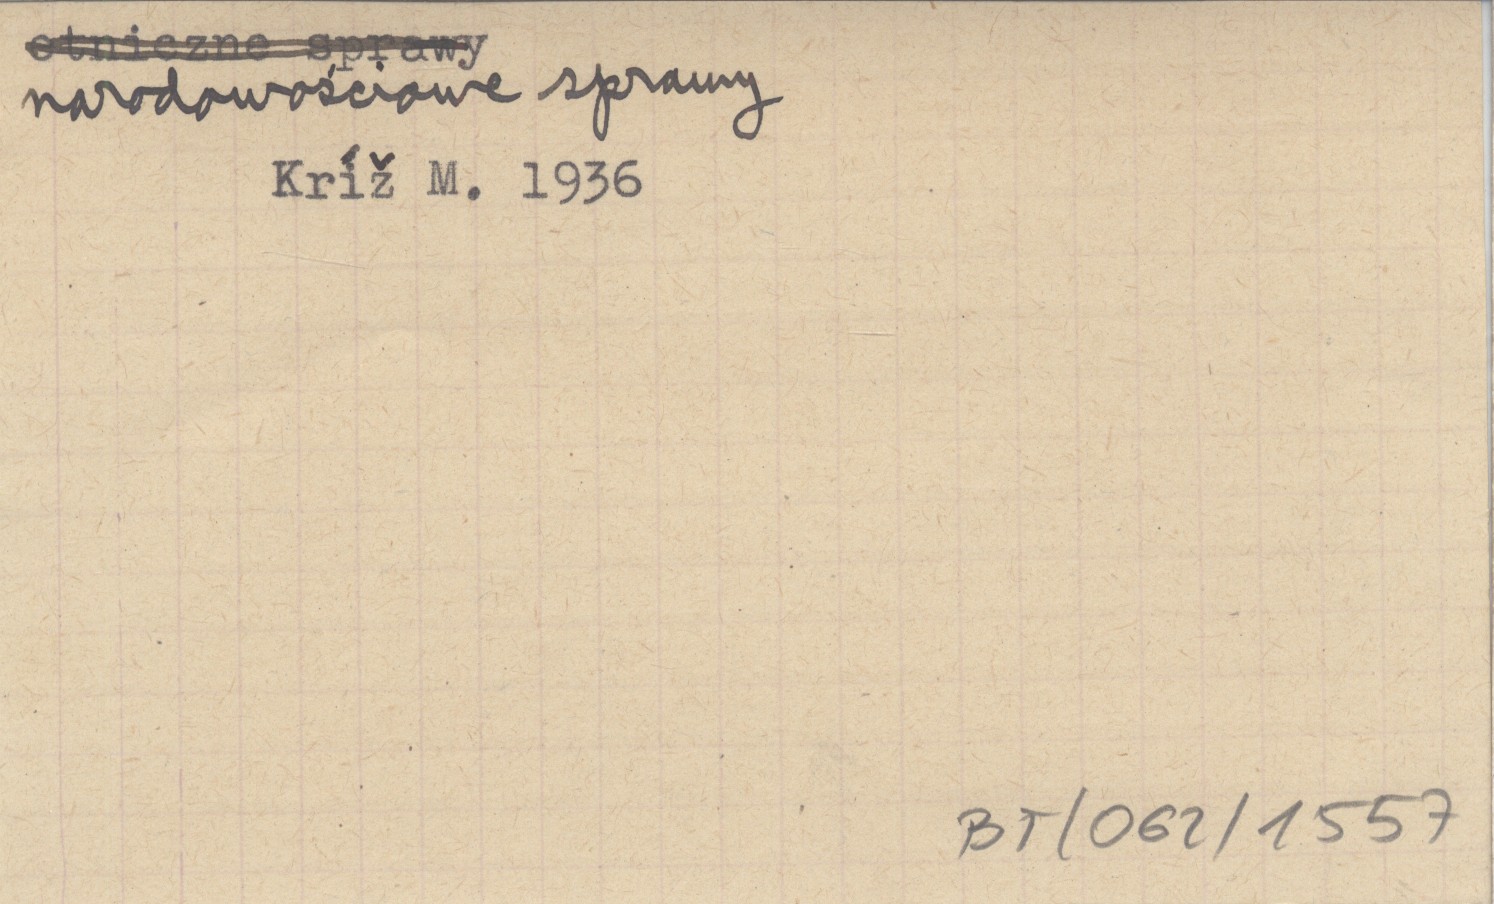 etniczne sprawy
narodowościowe sprawy
Kríž M. 1936
BT/062/1557